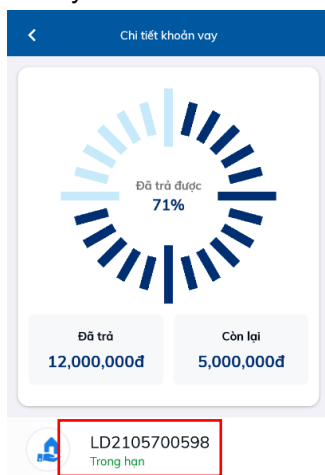 Chi tiết khoản vay
Đã trả được
71%
Đã trả
12,000,000đ
Còn lại
5,000,000đ
LD2105700598
Trong hạn